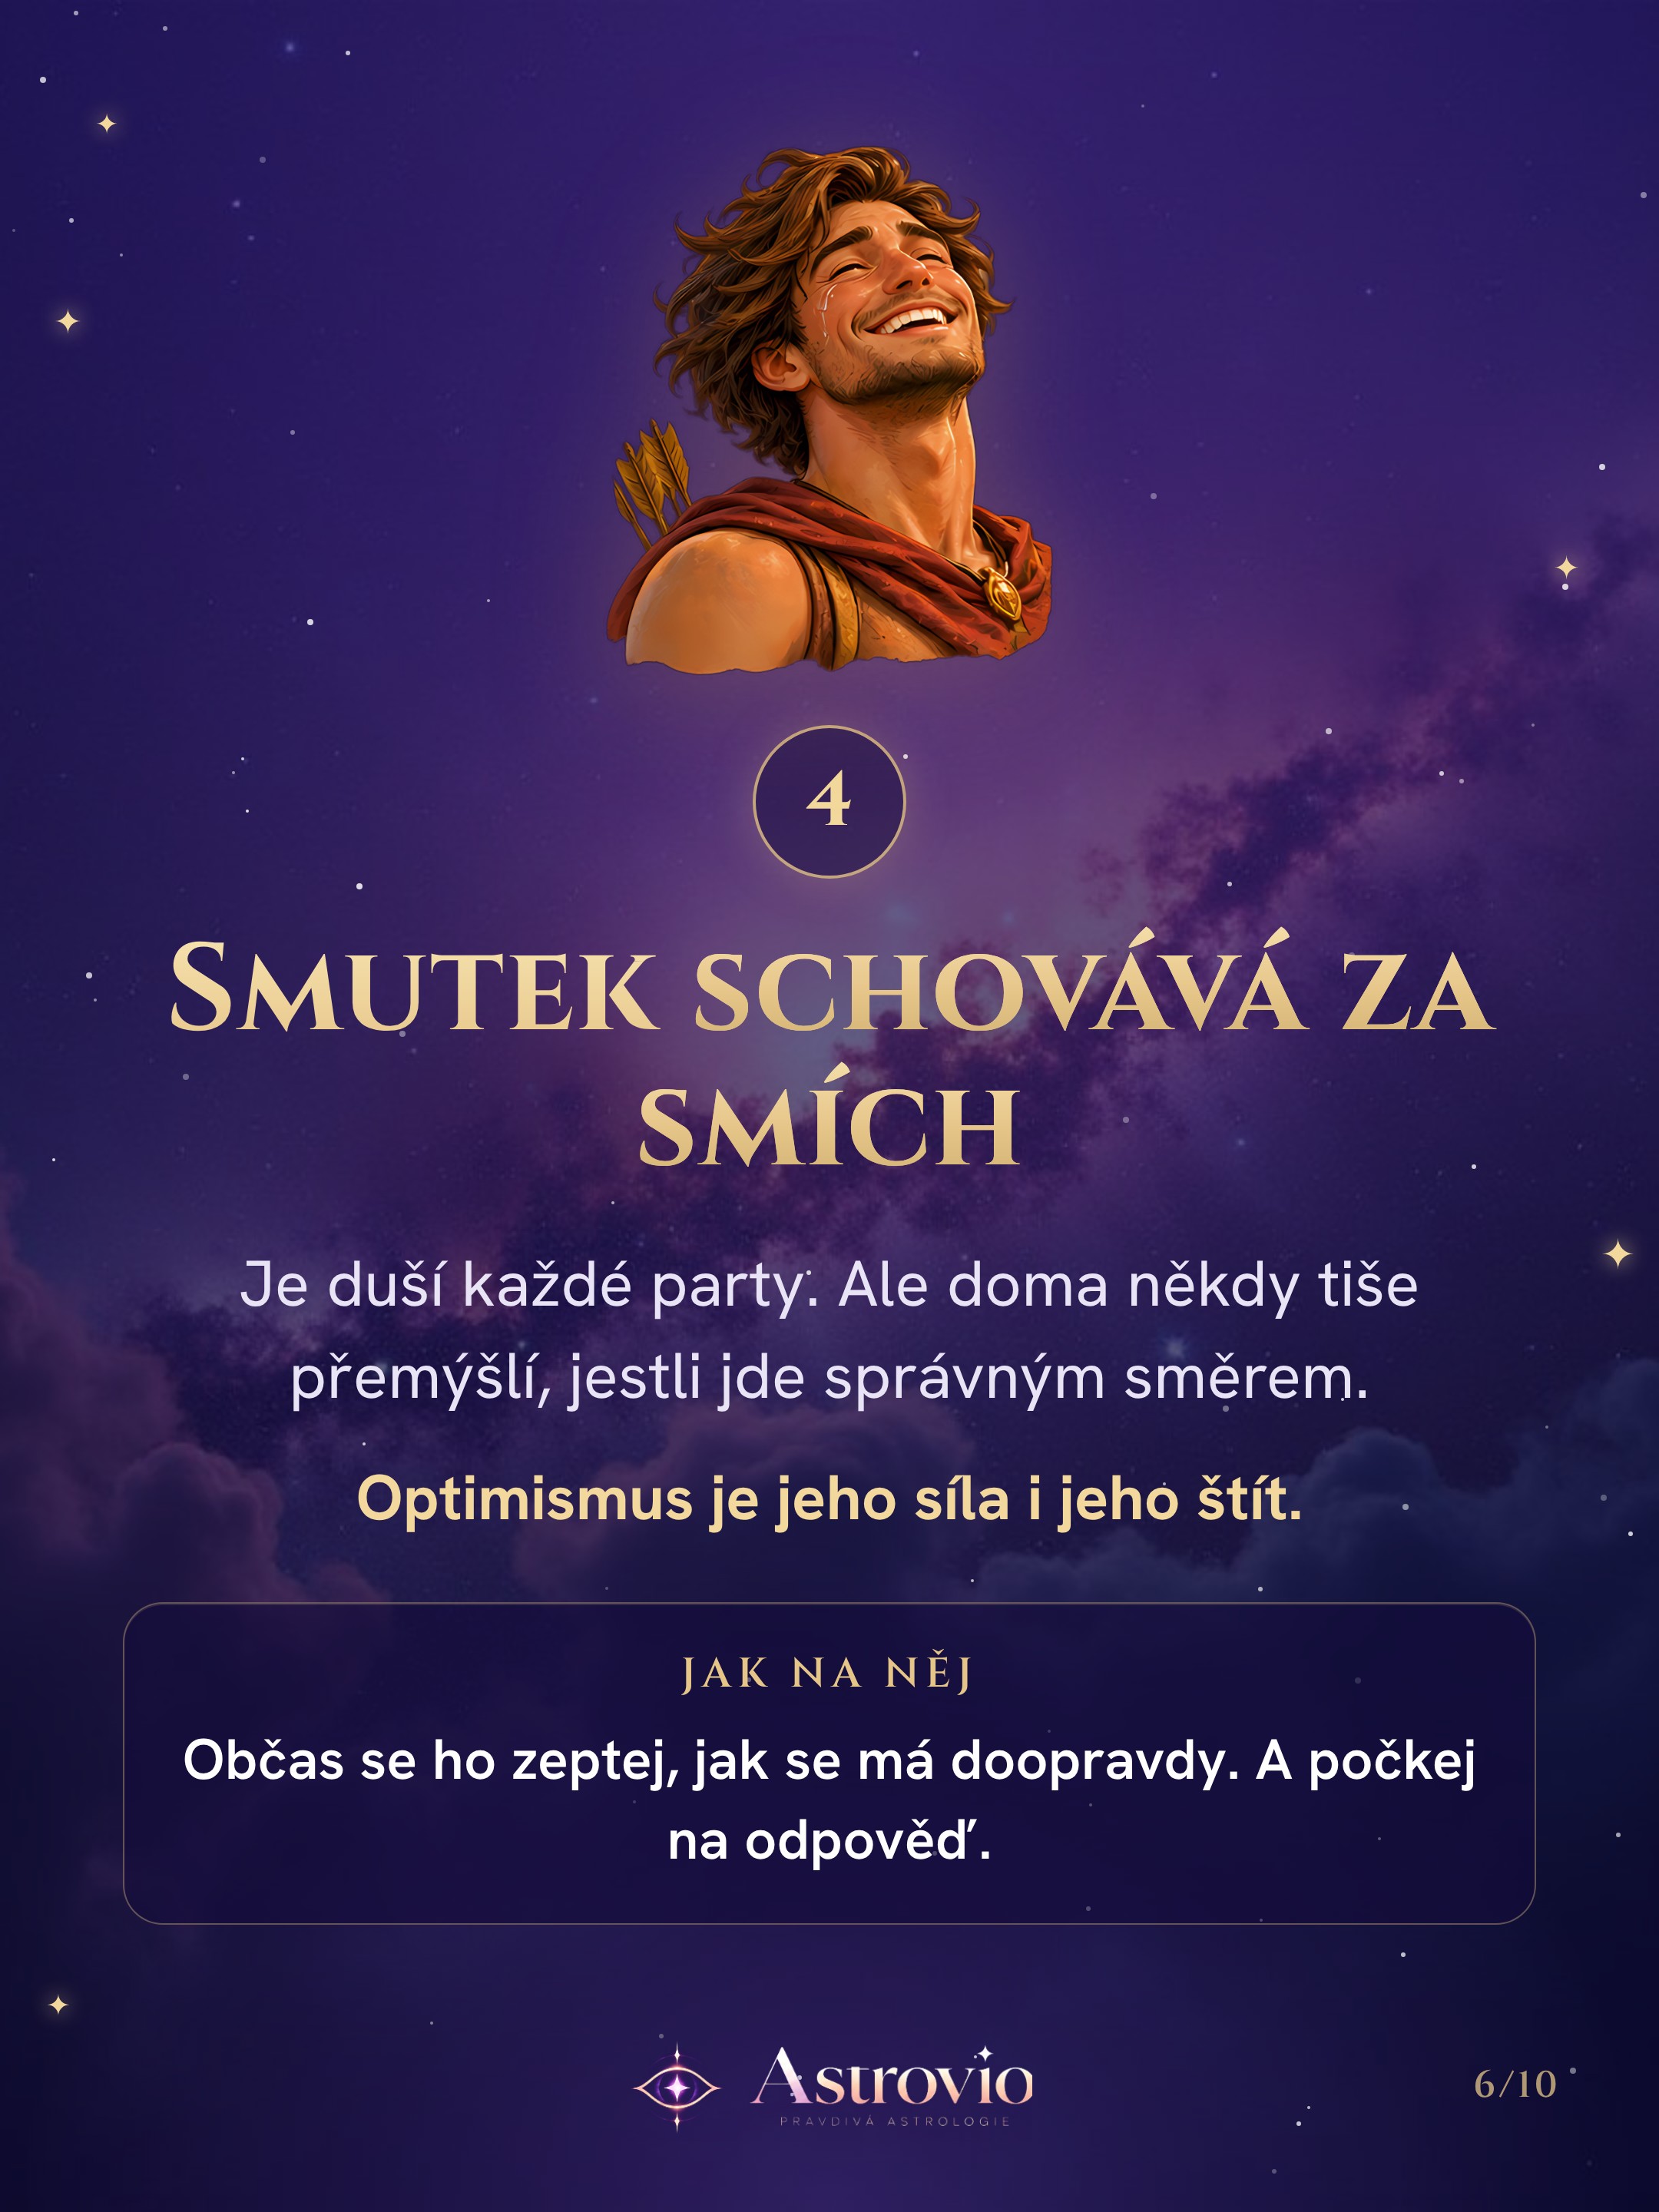 4
Smutek schovává za
smích
Je duší každé party. Ale doma někdy tiše
přemýšlí, jestli jde správným směrem.
Optimismus je jeho síla i jeho štít.
JAK NA NĚJ
Občas se ho zeptej, jak se má doopravdy. A počkej
na odpověď.
Astrovio
PRAVDIVÁ ASTROLOGIE
6/10